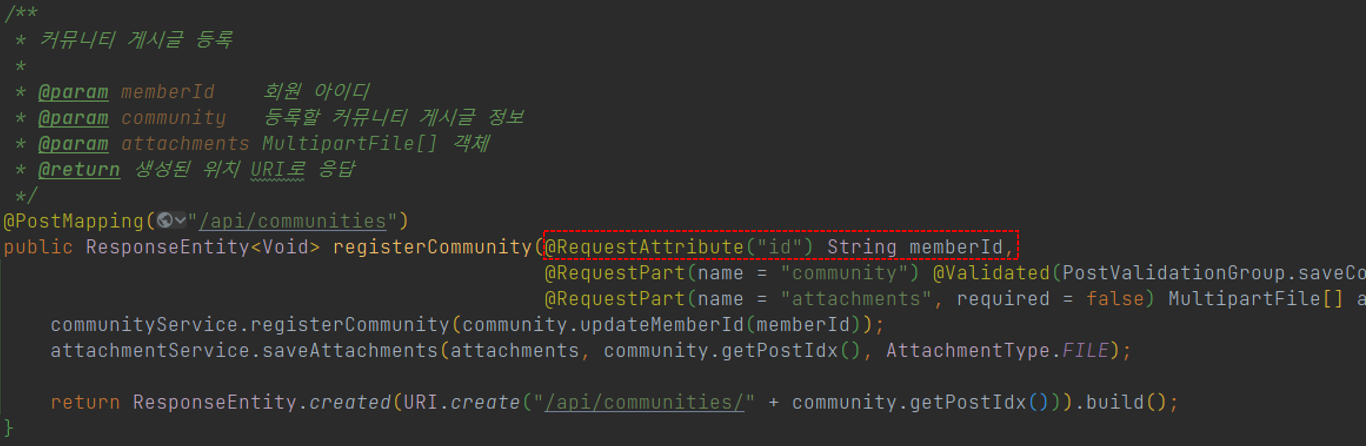 /**
 * 커뮤니티 게시글 등록
 *
 * @param memberId    회원 아이디
 * @param community   등록할 커뮤니티 게시글 정보
 * @param attachments MultipartFile[] 객체
 * @return 생성된 위치 URI로 응답
 */
@PostMapping("/api/communities")
public ResponseEntity<Void> registerCommunity(@RequestAttribute("id") String memberId,
                                              @RequestPart(name = "community") @Validated(PostValidationGroup.saveCo
                                              @RequestPart(name = "attachments", required = false) MultipartFile[] a
    communityService.registerCommunity(community.updateMemberId(memberId));
    attachmentService.saveAttachments(attachments, community.getPostIdx(), AttachmentType.FILE);

    return ResponseEntity.created(URI.create("/api/communities/" + community.getPostIdx())).build();
}